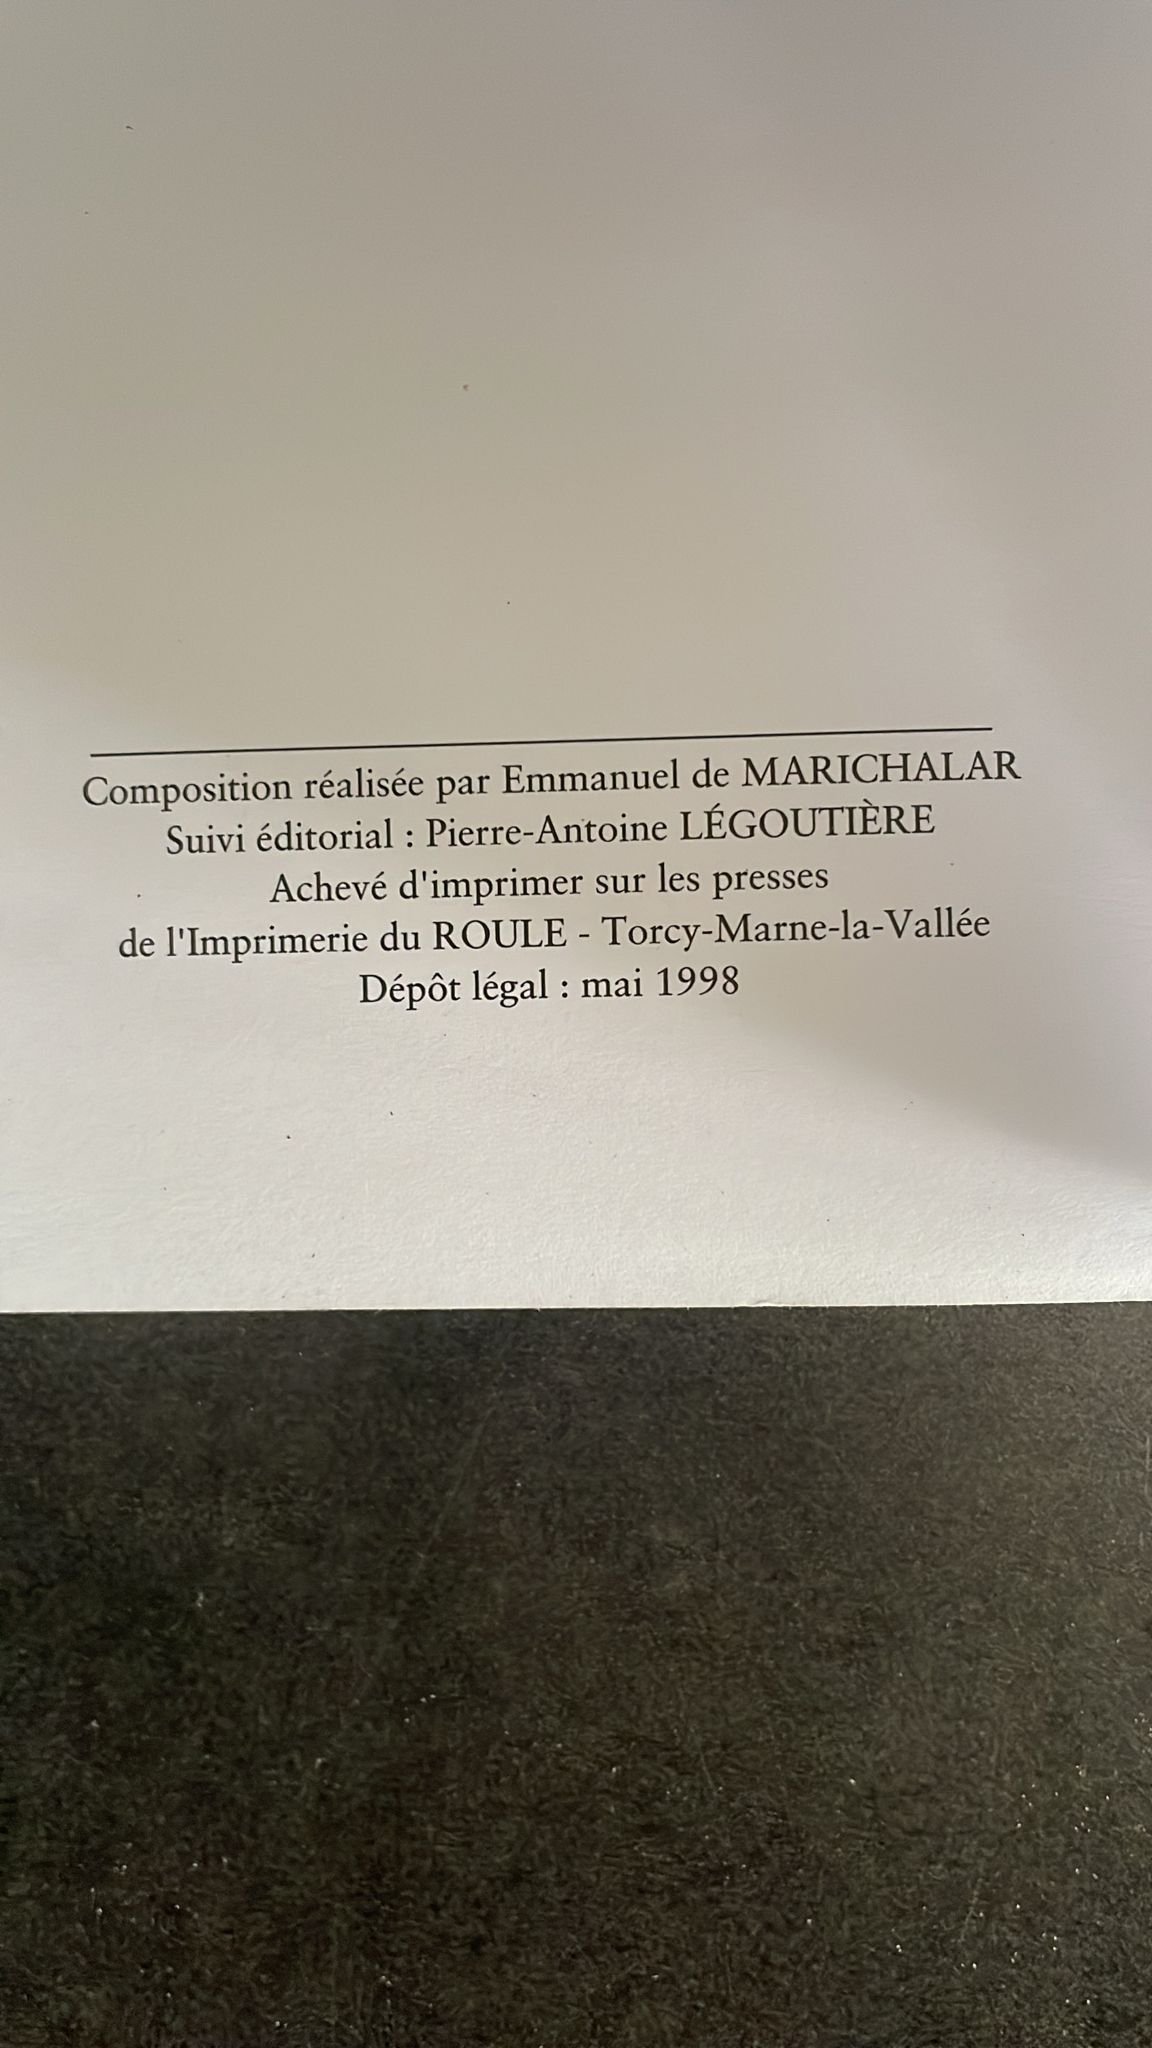 Composition réalisée par Emmanuel de MARICHALAR
Suivi éditorial : Pierre-Antoine LÉGOUTIÈRE
Achevé d'imprimer sur les presses
de l'Imprimerie du ROULE - Torcy-Marne-la-Vallée
Dépôt légal : mai 1998